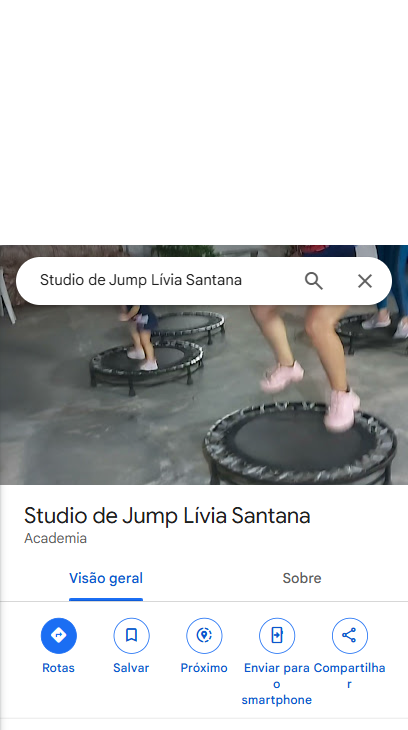 Studio de Jump Lívia Santana
Studio de Jump Lívia Santana
Academia
Visão geral
Sobre
Rotas
Salvar
Próximo
Enviar para
o
smartphone
Compartilha
r